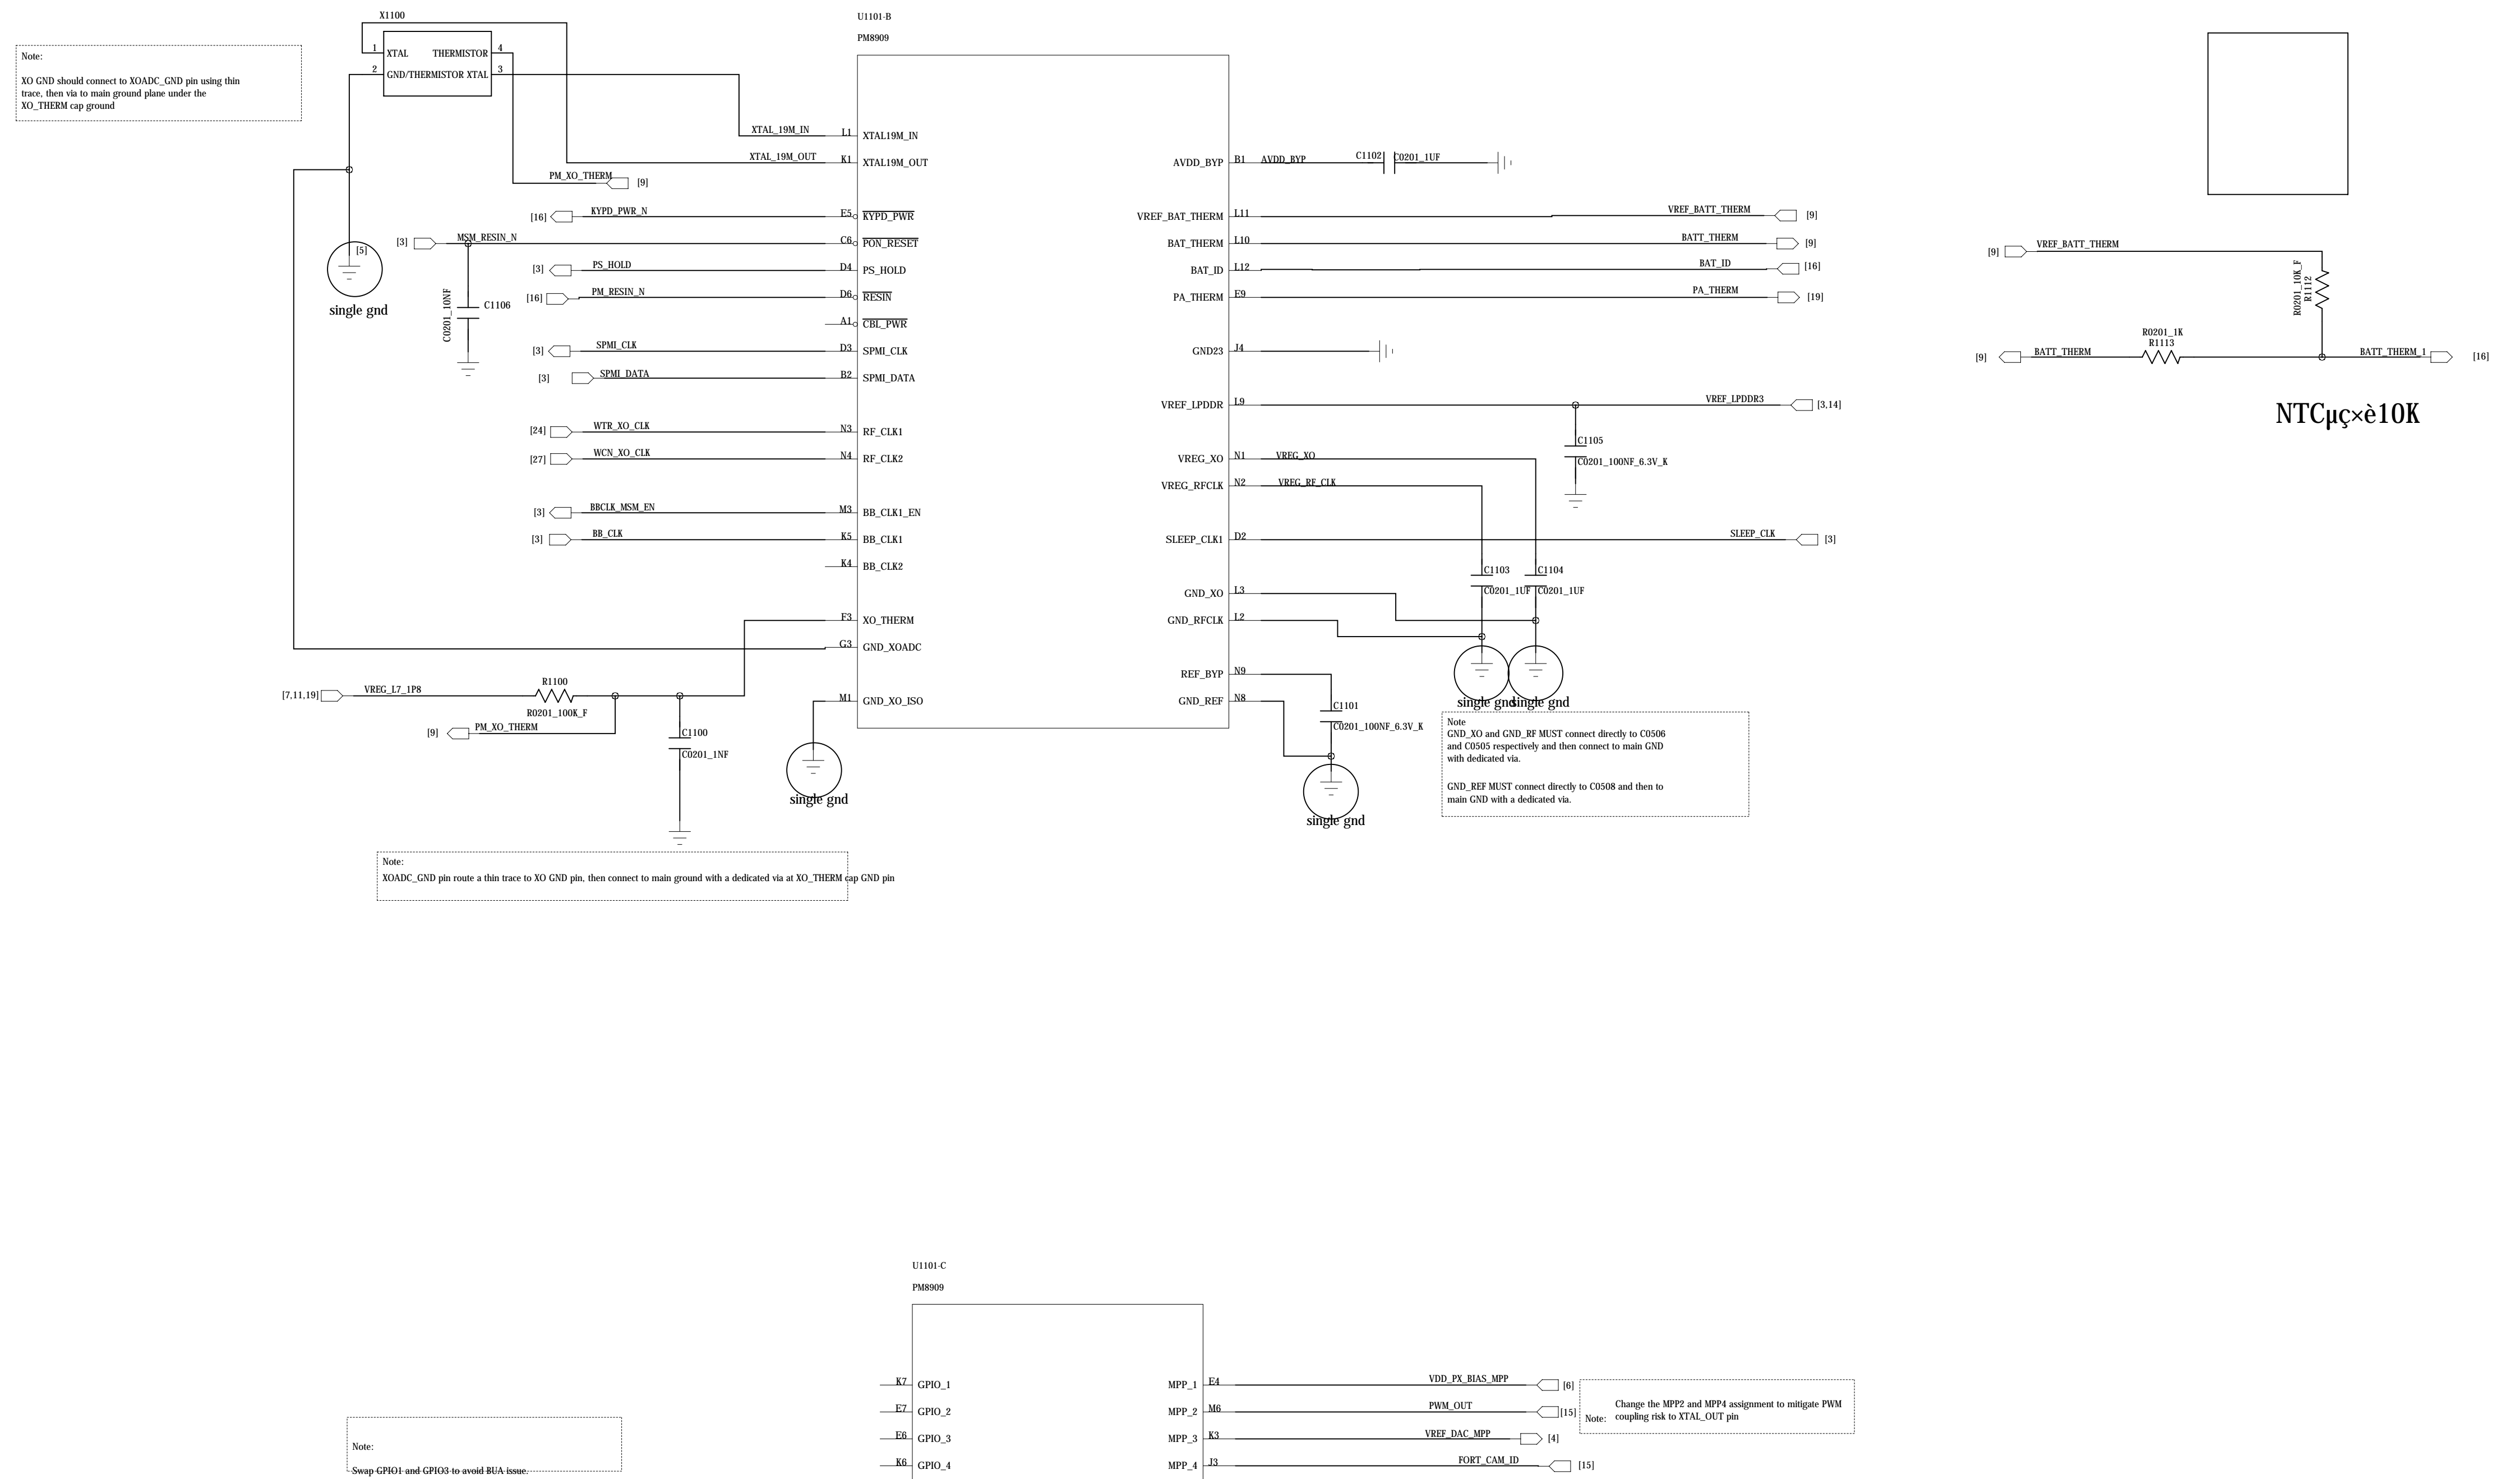 X1100
U1101-B
PM8909
Note:
XO GND should connect to XOADC_GND pin using thin
trace, then via to main ground plane under the
XO_THERM cap ground
1 XTAL THERMISTOR 4
2 GND/THERMISTOR XTAL 3
XTAL_19M_IN L1 XTAL19M_IN
XTAL_19M_OUT K1 XTAL19M_OUT
PM_XO_THERM [9]
[16] KYPD_PWR_N E5 KYPD_PWR
[3] MSM_RESIN_N C6 PON_RESET
[3] PS_HOLD D4 PS_HOLD
[16] PM_RESIN_N D6 RESIN
A1 CBL_PWR
[3] SPMI_CLK D3 SPMI_CLK
[3] SPMI_DATA B2 SPMI_DATA
[24] WTR_XO_CLK N3 RF_CLK1
[27] WCN_XO_CLK N4 RF_CLK2
[3] BBCLK_MSM_EN M3 BB_CLK1_EN
[3] BB_CLK K5 BB_CLK1
K4 BB_CLK2
F3 XO_THERM
G3 GND_XOADC
M1 GND_XO_ISO
[5]
single gnd
C0201_10NF
C1106
[7,11,19] VREG_L7_1P8
R1100
R0201_100K_F
[9] PM_XO_THERM
C1100
C0201_1NF
single gnd
Note:
XOADC_GND pin route a thin trace to XO GND pin, then connect to main ground with a dedicated via at XO_THERM cap GND pin
AVDD_BYP B1 AVDD_BYP C1102 C0201_1UF
VREF_BAT_THERM L11 VREF_BATT_THERM [9]
BAT_THERM L10 BATT_THERM [9]
BAT_ID L12 BAT_ID [16]
PA_THERM E9 PA_THERM [19]
GND23 J4
VREF_LPDDR L9 VREF_LPDDR3 [3,14]
C1105
C0201_100NF_6.3V_K
VREG_XO N1 VREG_XO
VREG_RFCLK N2 VREG_RF_CLK
SLEEP_CLK1 D2 SLEEP_CLK [3]
C1103 C1104
C0201_1UF C0201_1UF
GND_XO L3
GND_RFCLK L2
REF_BYP N9
GND_REF N8
C1101
C0201_100NF_6.3V_K
single gnd
single gnd
single gnd
Note
GND_XO and GND_RF MUST connect directly to C0506
and C0505 respectively and then connect to main GND
with dedicated via.
GND_REF MUST connect directly to C0508 and then to
main GND with a dedicated via.
[9] VREF_BATT_THERM
R0201_10K_F
R1112
R0201_1K
R1113
[9] BATT_THERM BATT_THERM_1 [16]
NTCµç×è10K
U1101-C
PM8909
K7 GPIO_1
E7 GPIO_2
E6 GPIO_3
K6 GPIO_4
MPP_1 E4 VDD_PX_BIAS_MPP [6]
MPP_2 M6 PWM_OUT [15]
MPP_3 K3 VREF_DAC_MPP [4]
MPP_4 J3 FORT_CAM_ID [15]
Note:
Change the MPP2 and MPP4 assignment to mitigate PWM
coupling risk to XTAL_OUT pin
Note:
Swap GPIO1 and GPIO3 to avoid BUA issue.